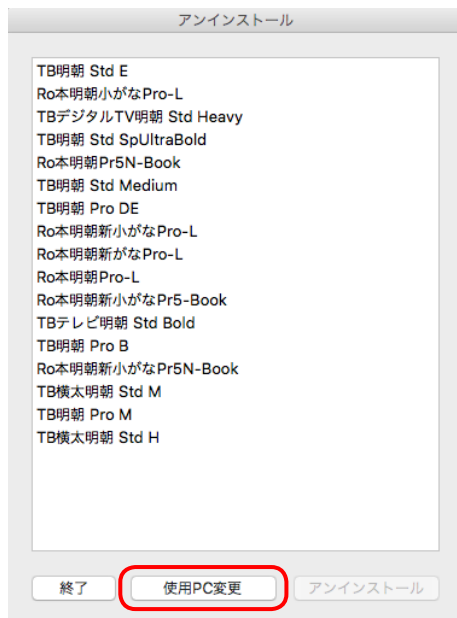 アンインストール
TB明朝 Std E
Ro本明朝小がなPro-L
TBデジタルTV明朝 Std Heavy
TB明朝 Std SpUltraBold
Ro本明朝Pr5N-Book
TB明朝 Std Medium
TB明朝 Pro DE
Ro本明朝新小がなPro-L
Ro本明朝新がなPro-L
Ro本明朝Pro-L
Ro本明朝新小がなPr5-Book
TBテレビ明朝 Std Bold
TB明朝 Pro B
Ro本明朝新小がなPr5N-Book
TB横太明朝 Std M
TB明朝 Pro M
TB横太明朝 Std H
終了 使用PC変更 アンインストール